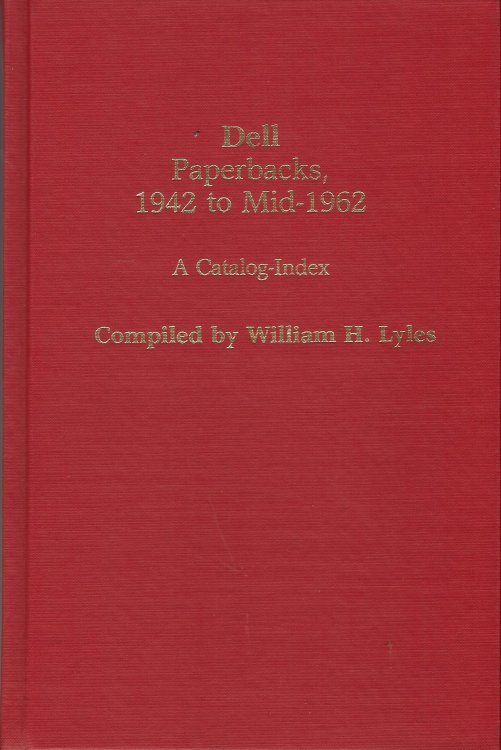 Dell
Paperbacks,
1942 to Mid-1962
A Catalog-Index
Compiled by William H. Lyles